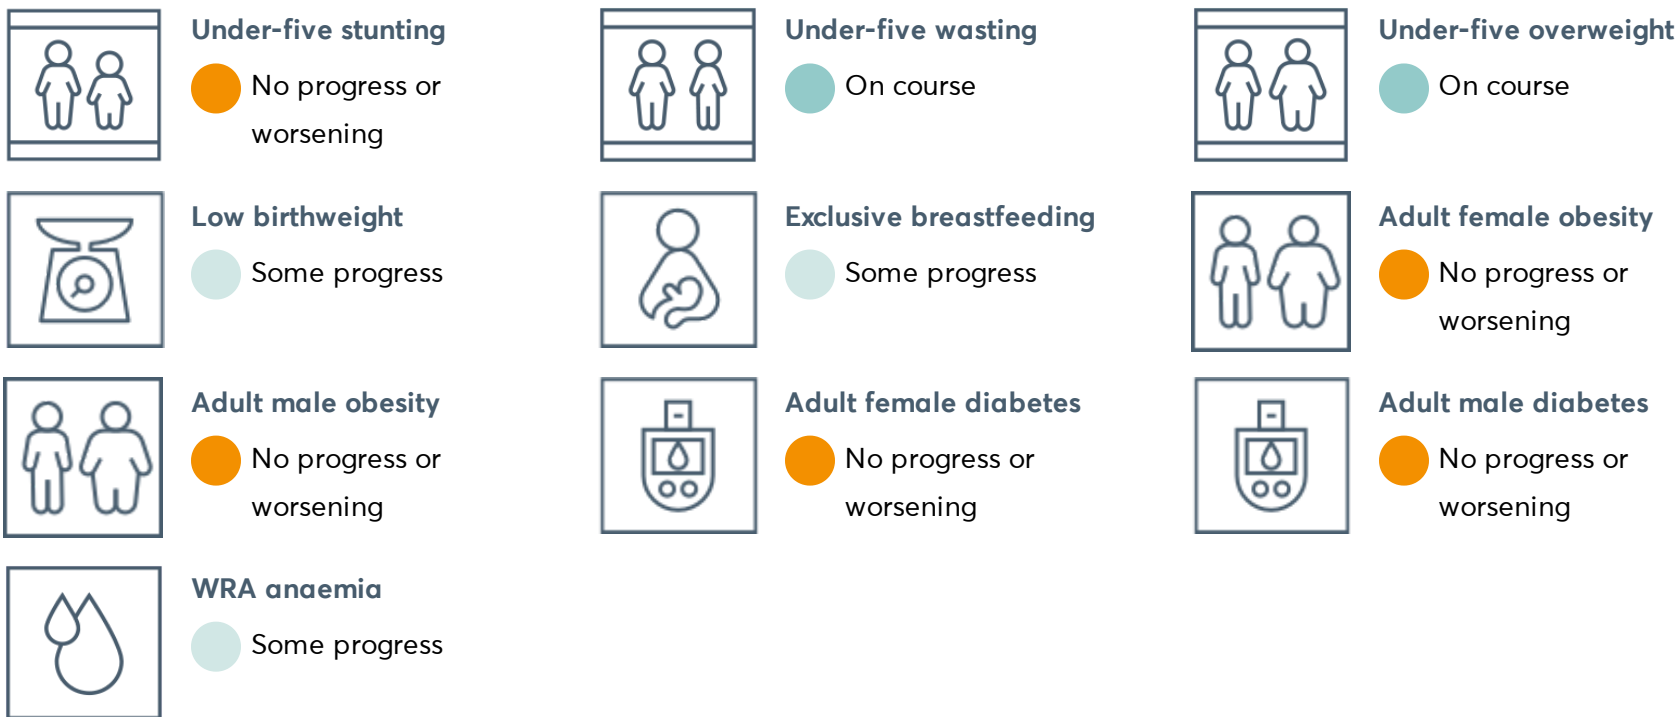 Under-five stunting
No progress or
worsening
Under-five wasting
On course
Under-five overweight
On course
Low birthweight
Some progress
Exclusive breastfeeding
Some progress
Adult female obesity
No progress or
worsening
Adult male obesity
No progress or
worsening
Adult female diabetes
No progress or
worsening
Adult male diabetes
No progress or
worsening
WRA anaemia
Some progress